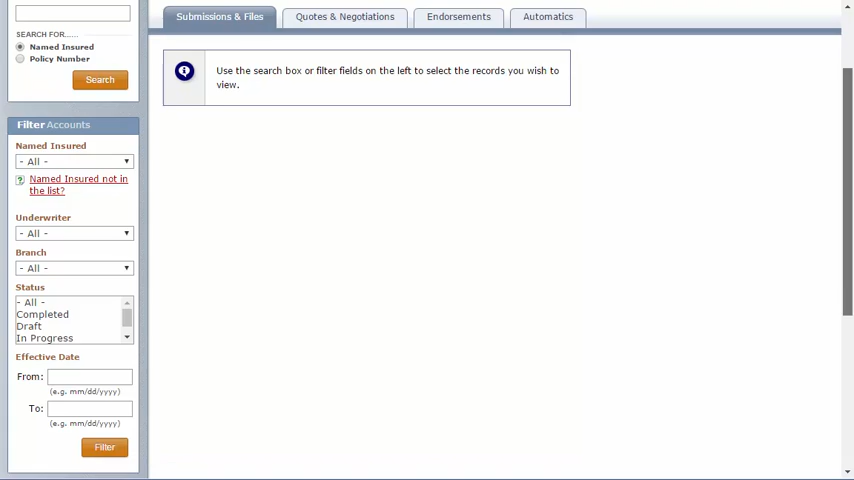 Submissions & Files
Quotes & Negotiations
Endorsements
Automatics
SEARCH FOR......
Named Insured
Policy Number
Search
Use the search box or filter fields on the left to select the records you wish to
view.
Filter Accounts
Named Insured
- All -
Named Insured not in
the list?
Underwriter
- All -
Branch
- All -
Status
- All -
Completed
Draft
In Progress
Effective Date
From:
(e.g. mm/dd/yyyy)
To:
(e.g. mm/dd/yyyy)
Filter